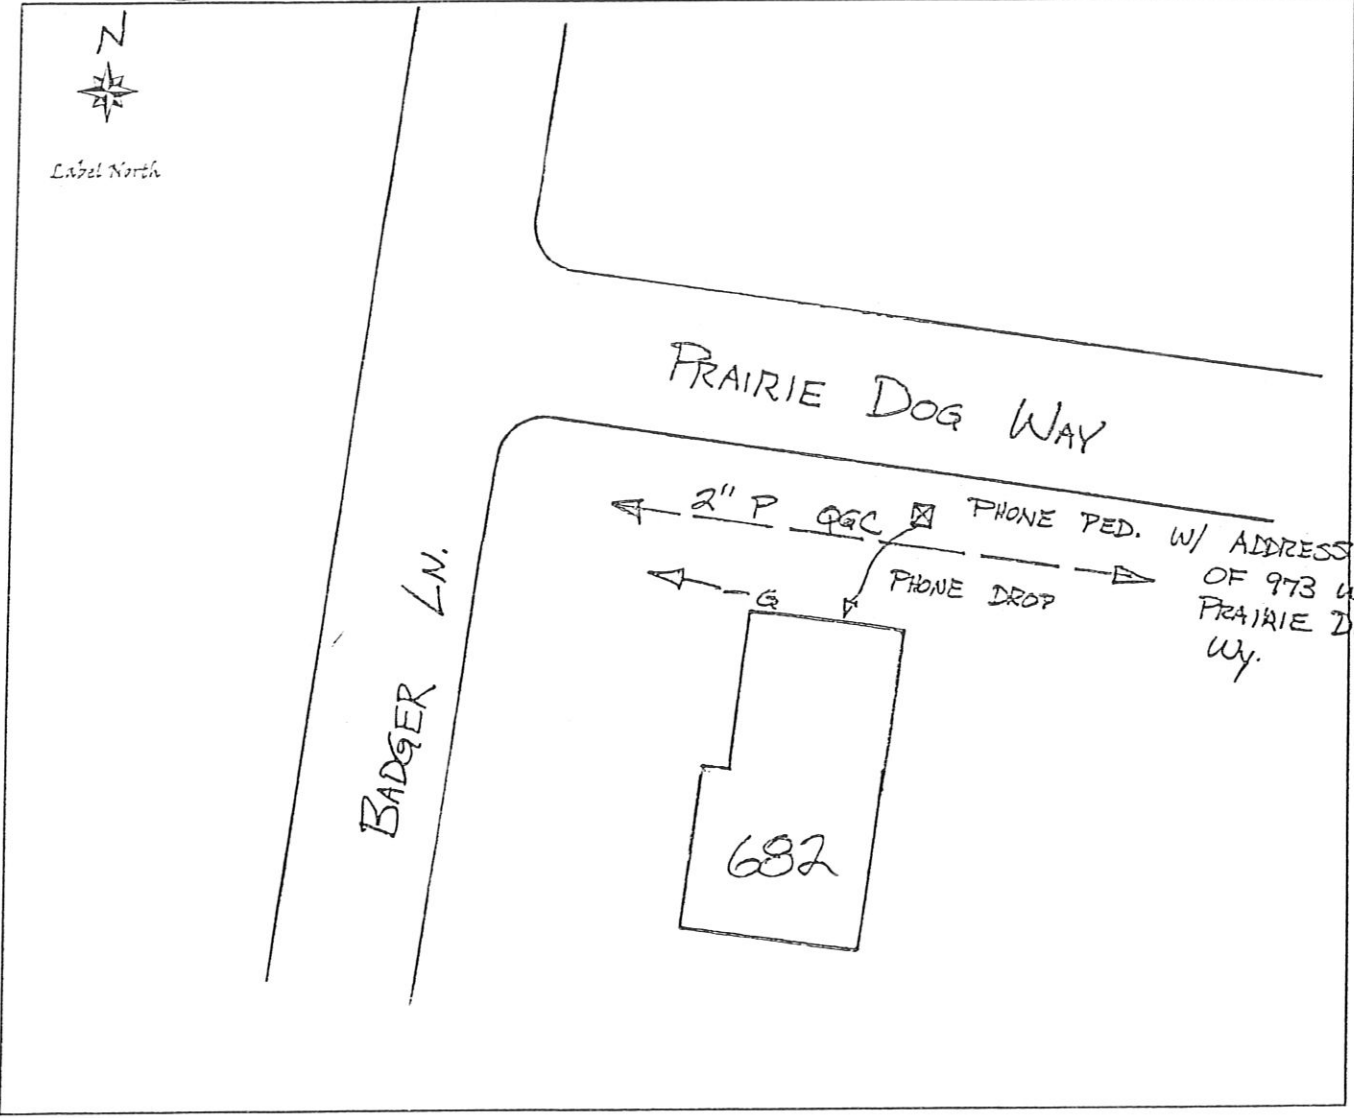 N
Label North
PRAIRIE DOG WAY
2" P QGC
PHONE PED. W/ ADDRESS
OF 973
PRAIRIE D
WY.
G
PHONE DROP
BADGER LN.
682